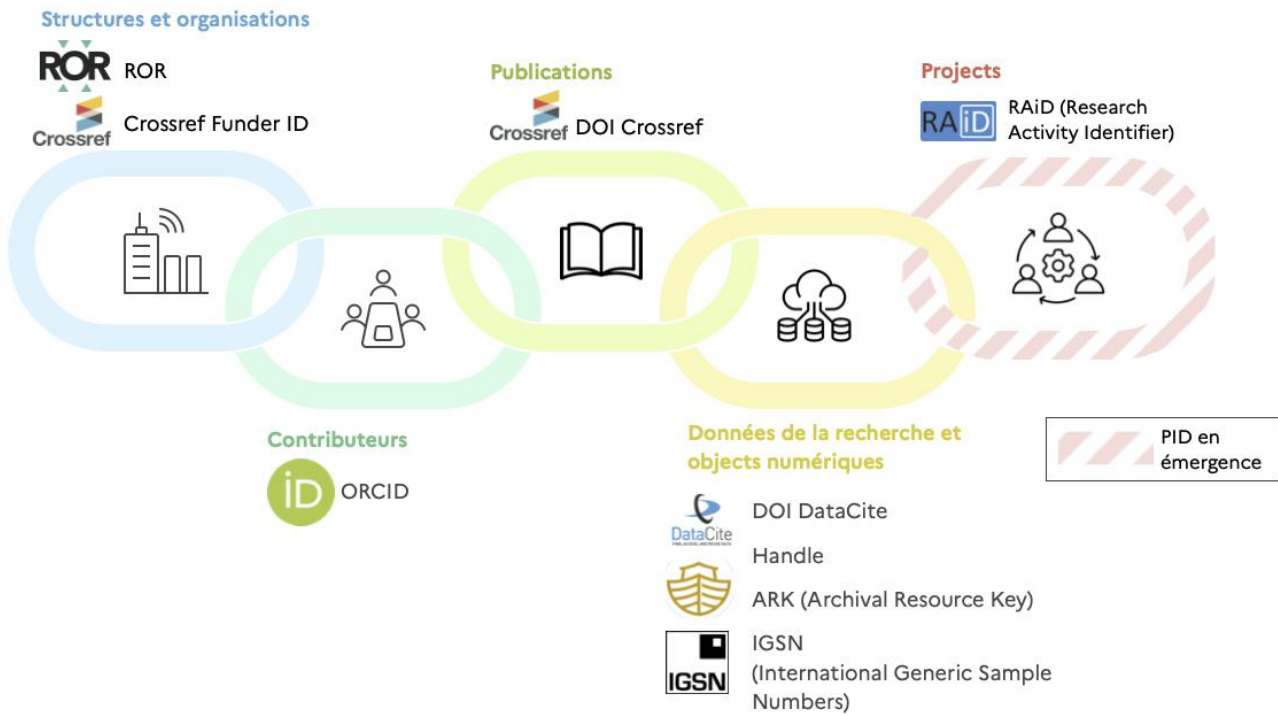 Structures et organisations
ROR
ROR
Crossref
Crossref Funder ID
Publications
Crossref
DOI Crossref
Projects
RAiD
RAiD (Research
Activity Identifier)
Contributeurs
iD
ORCID
Données de la recherche et
objects numériques
DataCite
DOI DataCite
Handle
ARK (Archival Resource Key)
IGSN
IGSN
(International Generic Sample
Numbers)
PID en
émergence